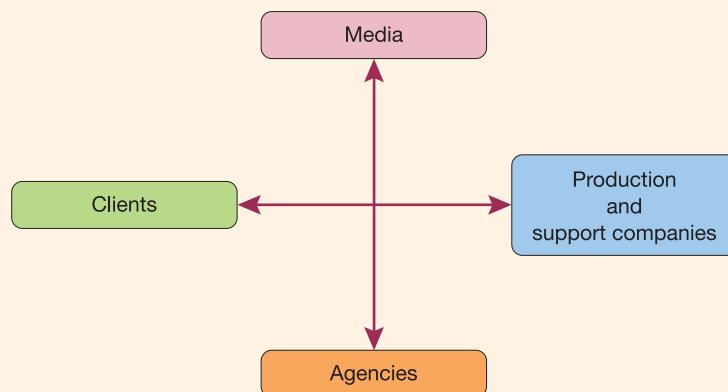 Media
Clients
Production
and
support companies
Agencies